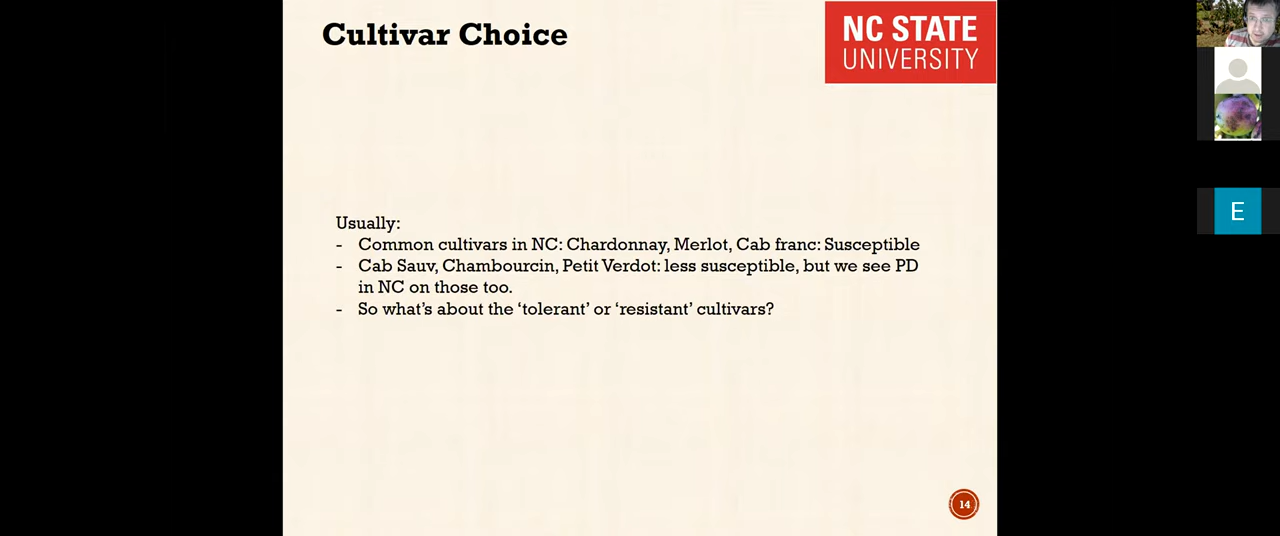 Cultivar Choice
NC STATE
UNIVERSITY
Usually:
- Common cultivars in NC: Chardonnay, Merlot, Cab franc: Susceptible
- Cab Sauv, Chambourcin, Petit Verdot: less susceptible, but we see PD
in NC on those too.
- So what's about the ‘tolerant’ or ‘resistant’ cultivars?
14
E